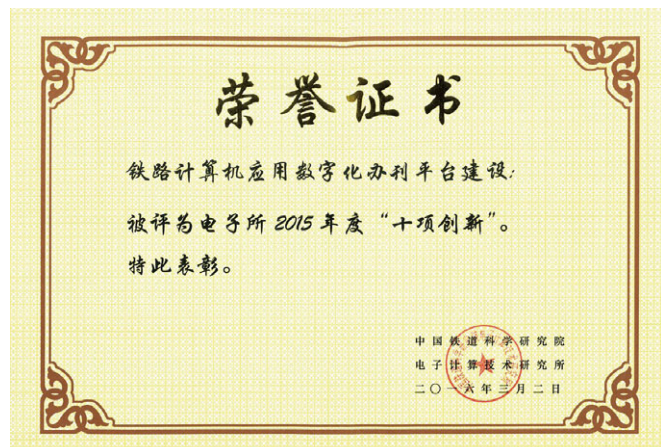 荣誉证书
铁路计算机应用数字化办刊平台建设:
被评为电子所2015年度“十项创新”。
特此表彰。
中国铁道科学研究院
电子计算技术研究所
二〇一六年三月二日